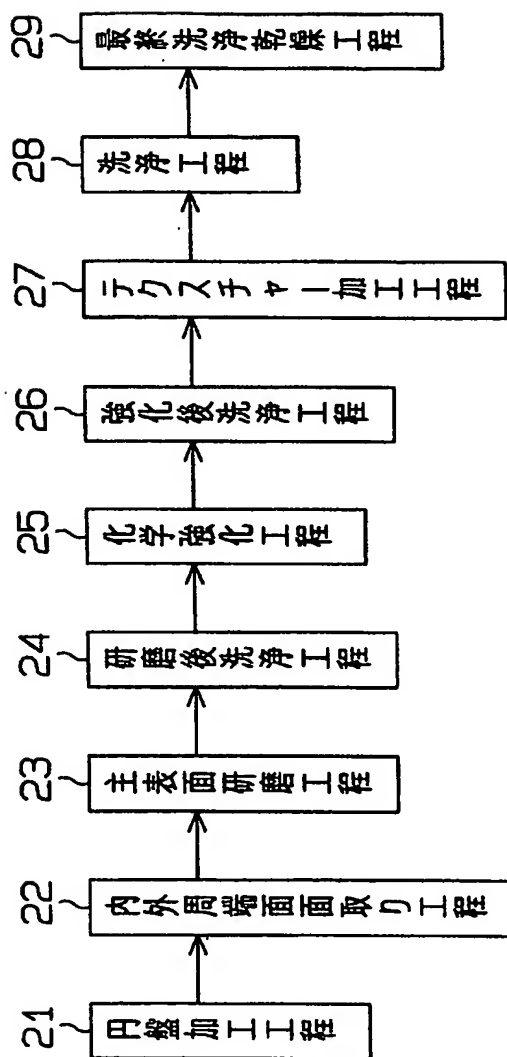 21
円盤加工工程
22
内外周端面面取り工程
23
主表面研磨工程
24
研磨後洗浄工程
25
化学強化工程
26
強化後洗浄工程
27
テクスチャー加工工程
28
洗浄工程
29
最終洗浄乾燥工程